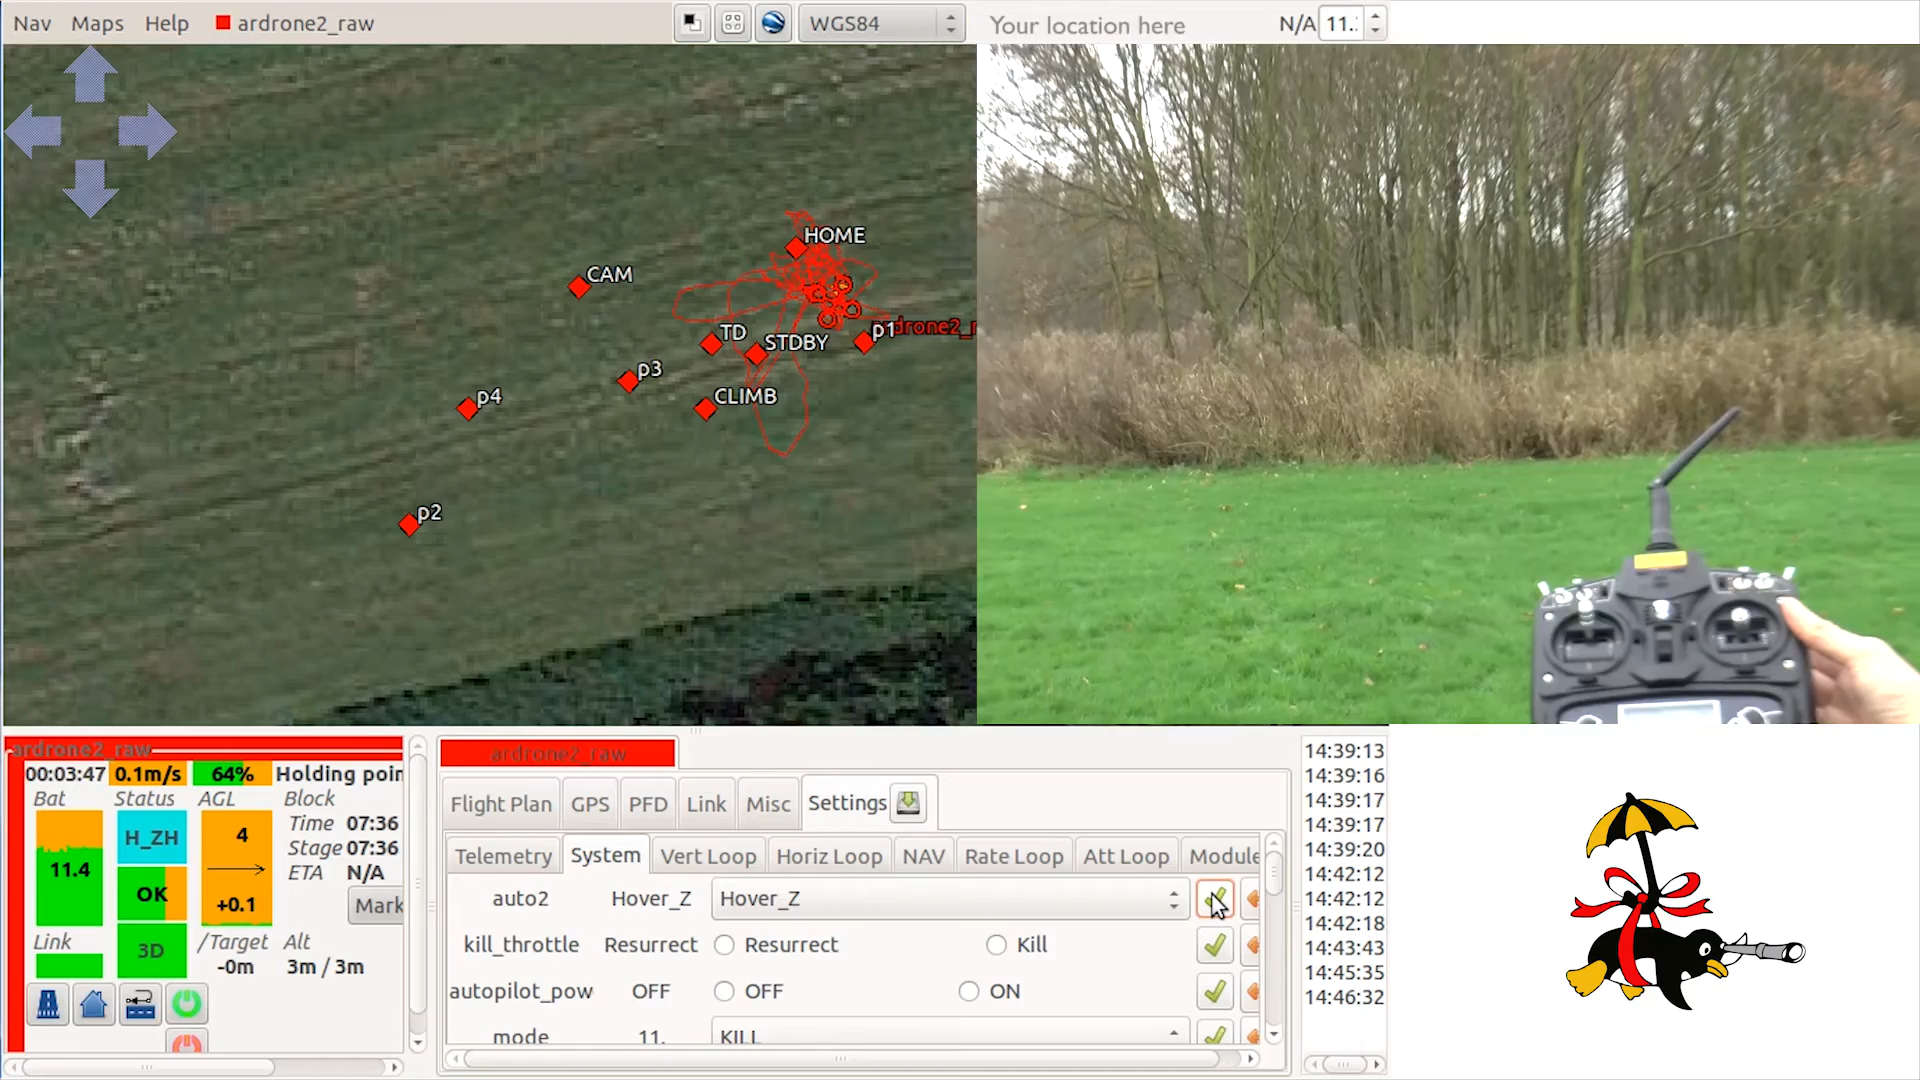 Nav Maps Help ardrone2_raw WGS84 Your location here N/A 11.
HOME
CAM
TD
STDBY
p1
p3
CLIMB
p4
p2
ardrone2_raw
00:03:47 0.1m/s 64% Holding poin
Bat Status AGL Block
Time 07:36
Stage 07:36
ETA N/A
H_ZH
4
11.4
OK
+0.1
Mark
Link
3D
/Target Alt
-0m 3m / 3m
ardrone2_raw
Flight Plan GPS PFD Link Misc Settings
Telemetry System Vert Loop Horiz Loop NAV Rate Loop Att Loop Module
auto2 Hover_Z Hover_Z
kill_throttle Resurrect Resurrect Kill
autopilot_pow OFF OFF ON
mode 11. KILL
14:39:13
14:39:16
14:39:17
14:39:17
14:39:20
14:42:12
14:42:12
14:42:18
14:43:43
14:45:35
14:46:32